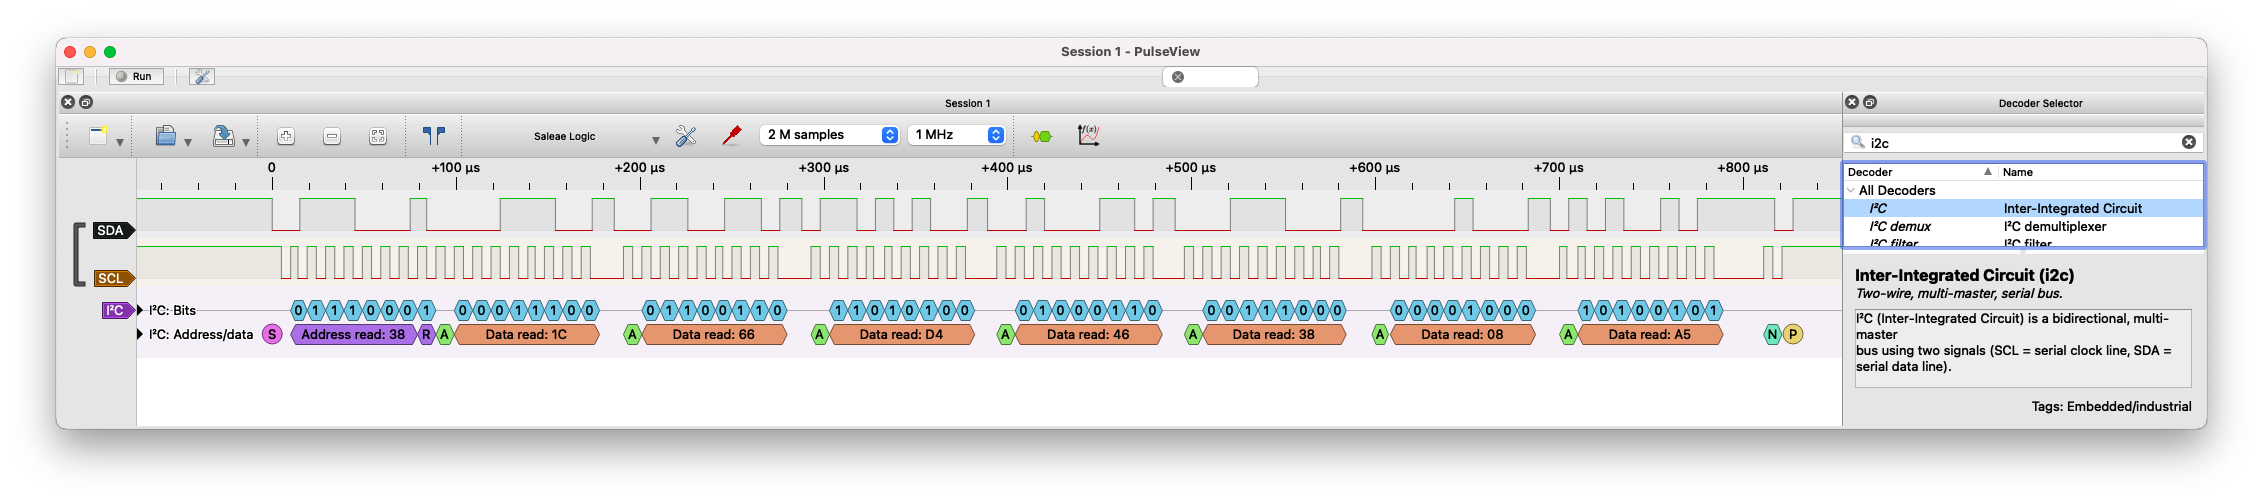 Session 1 - PulseView
Run
Session 1
Decoder Selector
Saleae Logic
2 M samples
1 MHz
f(x)
i2c
0 +100 µs +200 µs +300 µs +400 µs +500 µs +600 µs +700 µs +800 µs
Decoder Name
All Decoders
I²C Inter-Integrated Circuit
I²C demux I²C demultiplexer
I²C filter I²C filter
SDA
SCL
I²C
I²C: Bits
0 1 1 1 0 0 0 1 0 0 0 1 1 1 0 0 0 1 1 0 0 1 1 0 1 1 0 1 0 1 0 0 0 1 0 0 0 1 1 0 0 0 1 1 1 0 0 0 0 0 0 0 1 0 0 0 1 0 1 0 0 1 0 1
I²C: Address/data
S Address read: 38 R A Data read: 1C A Data read: 66 A Data read: D4 A Data read: 46 A Data read: 38 A Data read: 08 A Data read: A5 N P
Inter-Integrated Circuit (i2c)
Two-wire, multi-master, serial bus.
I²C (Inter-Integrated Circuit) is a bidirectional, multi-
master
bus using two signals (SCL = serial clock line, SDA =
serial data line).
Tags: Embedded/industrial